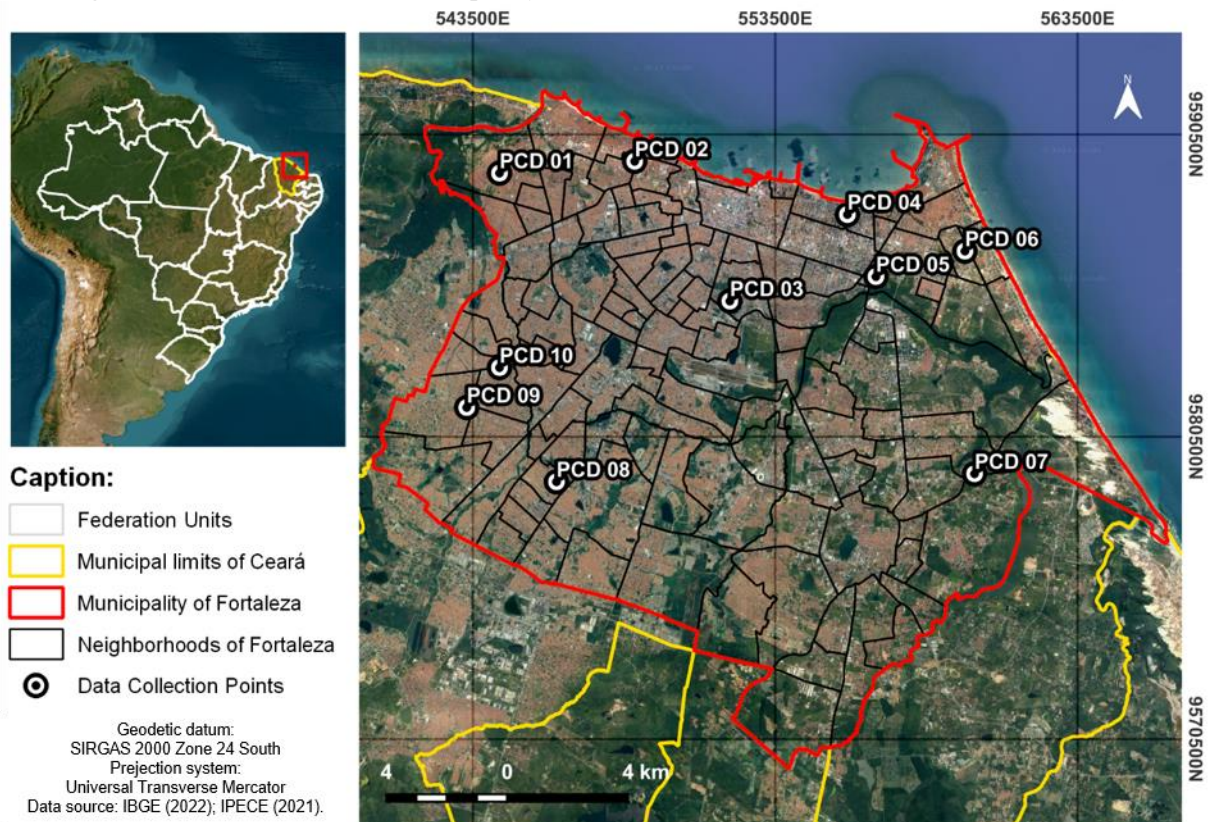 543500E
553500E
563500E
N
9590500N
9580500N
9570500N
PCD 01
PCD 02
PCD 04
PCD 06
PCD 05
PCD 03
PCD 10
PCD 09
PCD 08
PCD 07
4 0 4 km
Caption:
Federation Units
Municipal limits of Ceará
Municipality of Fortaleza
Neighborhoods of Fortaleza
Data Collection Points
Geodetic datum:
SIRGAS 2000 Zone 24 South
Prejection system:
Universal Transverse Mercator
Data source: IBGE (2022); IPECE (2021).